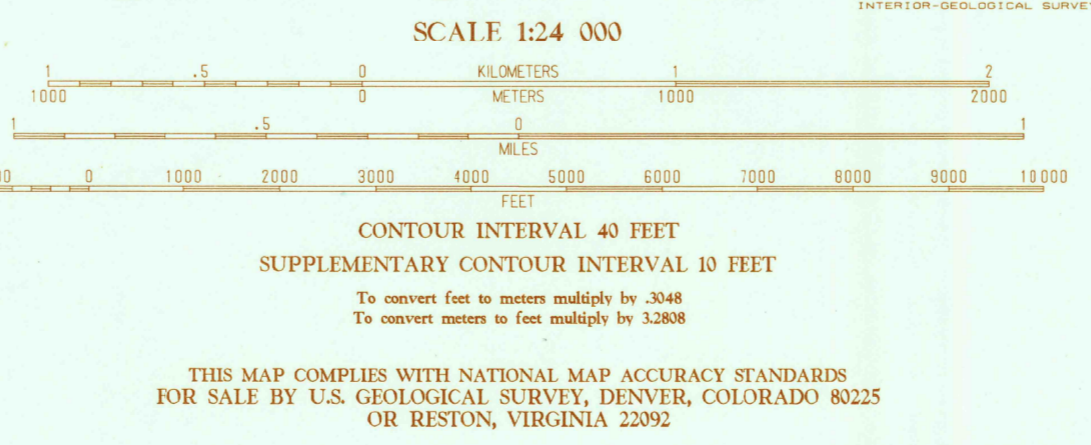 INTERIOR-GEOLOGICAL SURVEY
SCALE 1:24 000
1 .5 0 KILOMETERS 1 2
1000 0 METERS 1000 2000
1 .5 0 1
MILES
00 0 1000 2000 3000 4000 5000 6000 7000 8000 9000 10 000
FEET
CONTOUR INTERVAL 40 FEET
SUPPLEMENTARY CONTOUR INTERVAL 10 FEET
To convert feet to meters multiply by .3048
To convert meters to feet multiply by 3.2808
THIS MAP COMPLIES WITH NATIONAL MAP ACCURACY STANDARDS
FOR SALE BY U.S. GEOLOGICAL SURVEY, DENVER, COLORADO 80225
OR RESTON, VIRGINIA 22092